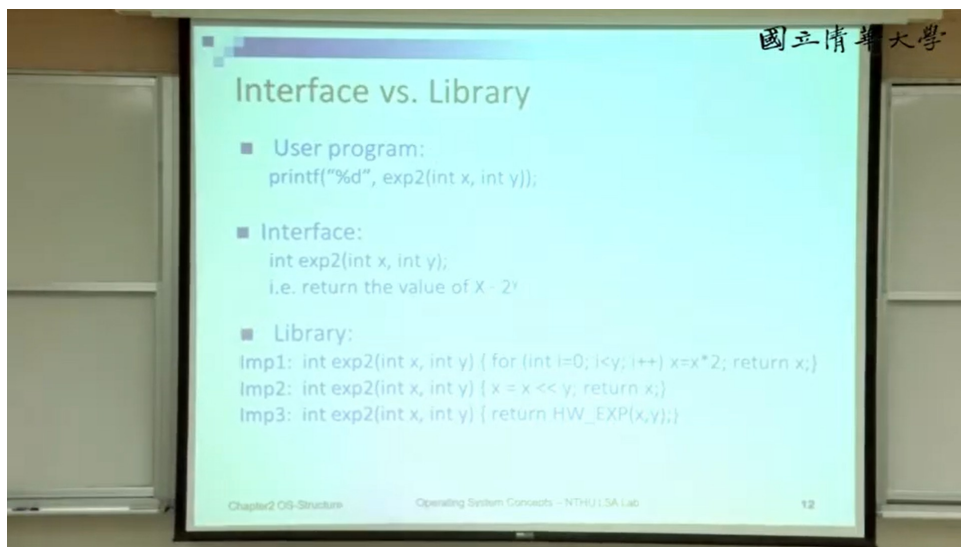 國立清華大學
Interface vs. Library
■ User program:
printf("%d", exp2(int x, int y));
■ Interface:
int exp2(int x, int y);
i.e. return the value of X · 2ʸ
■ Library:
Imp1: int exp2(int x, int y) { for (int i=0; i<y; i++) x=x*2; return x;}
Imp2: int exp2(int x, int y) { x = x << y; return x;}
Imp3: int exp2(int x, int y) { return HW_EXP(x,y);}
Chapter2 OS-Structure Operating System Concepts – NTHU LSA Lab 12